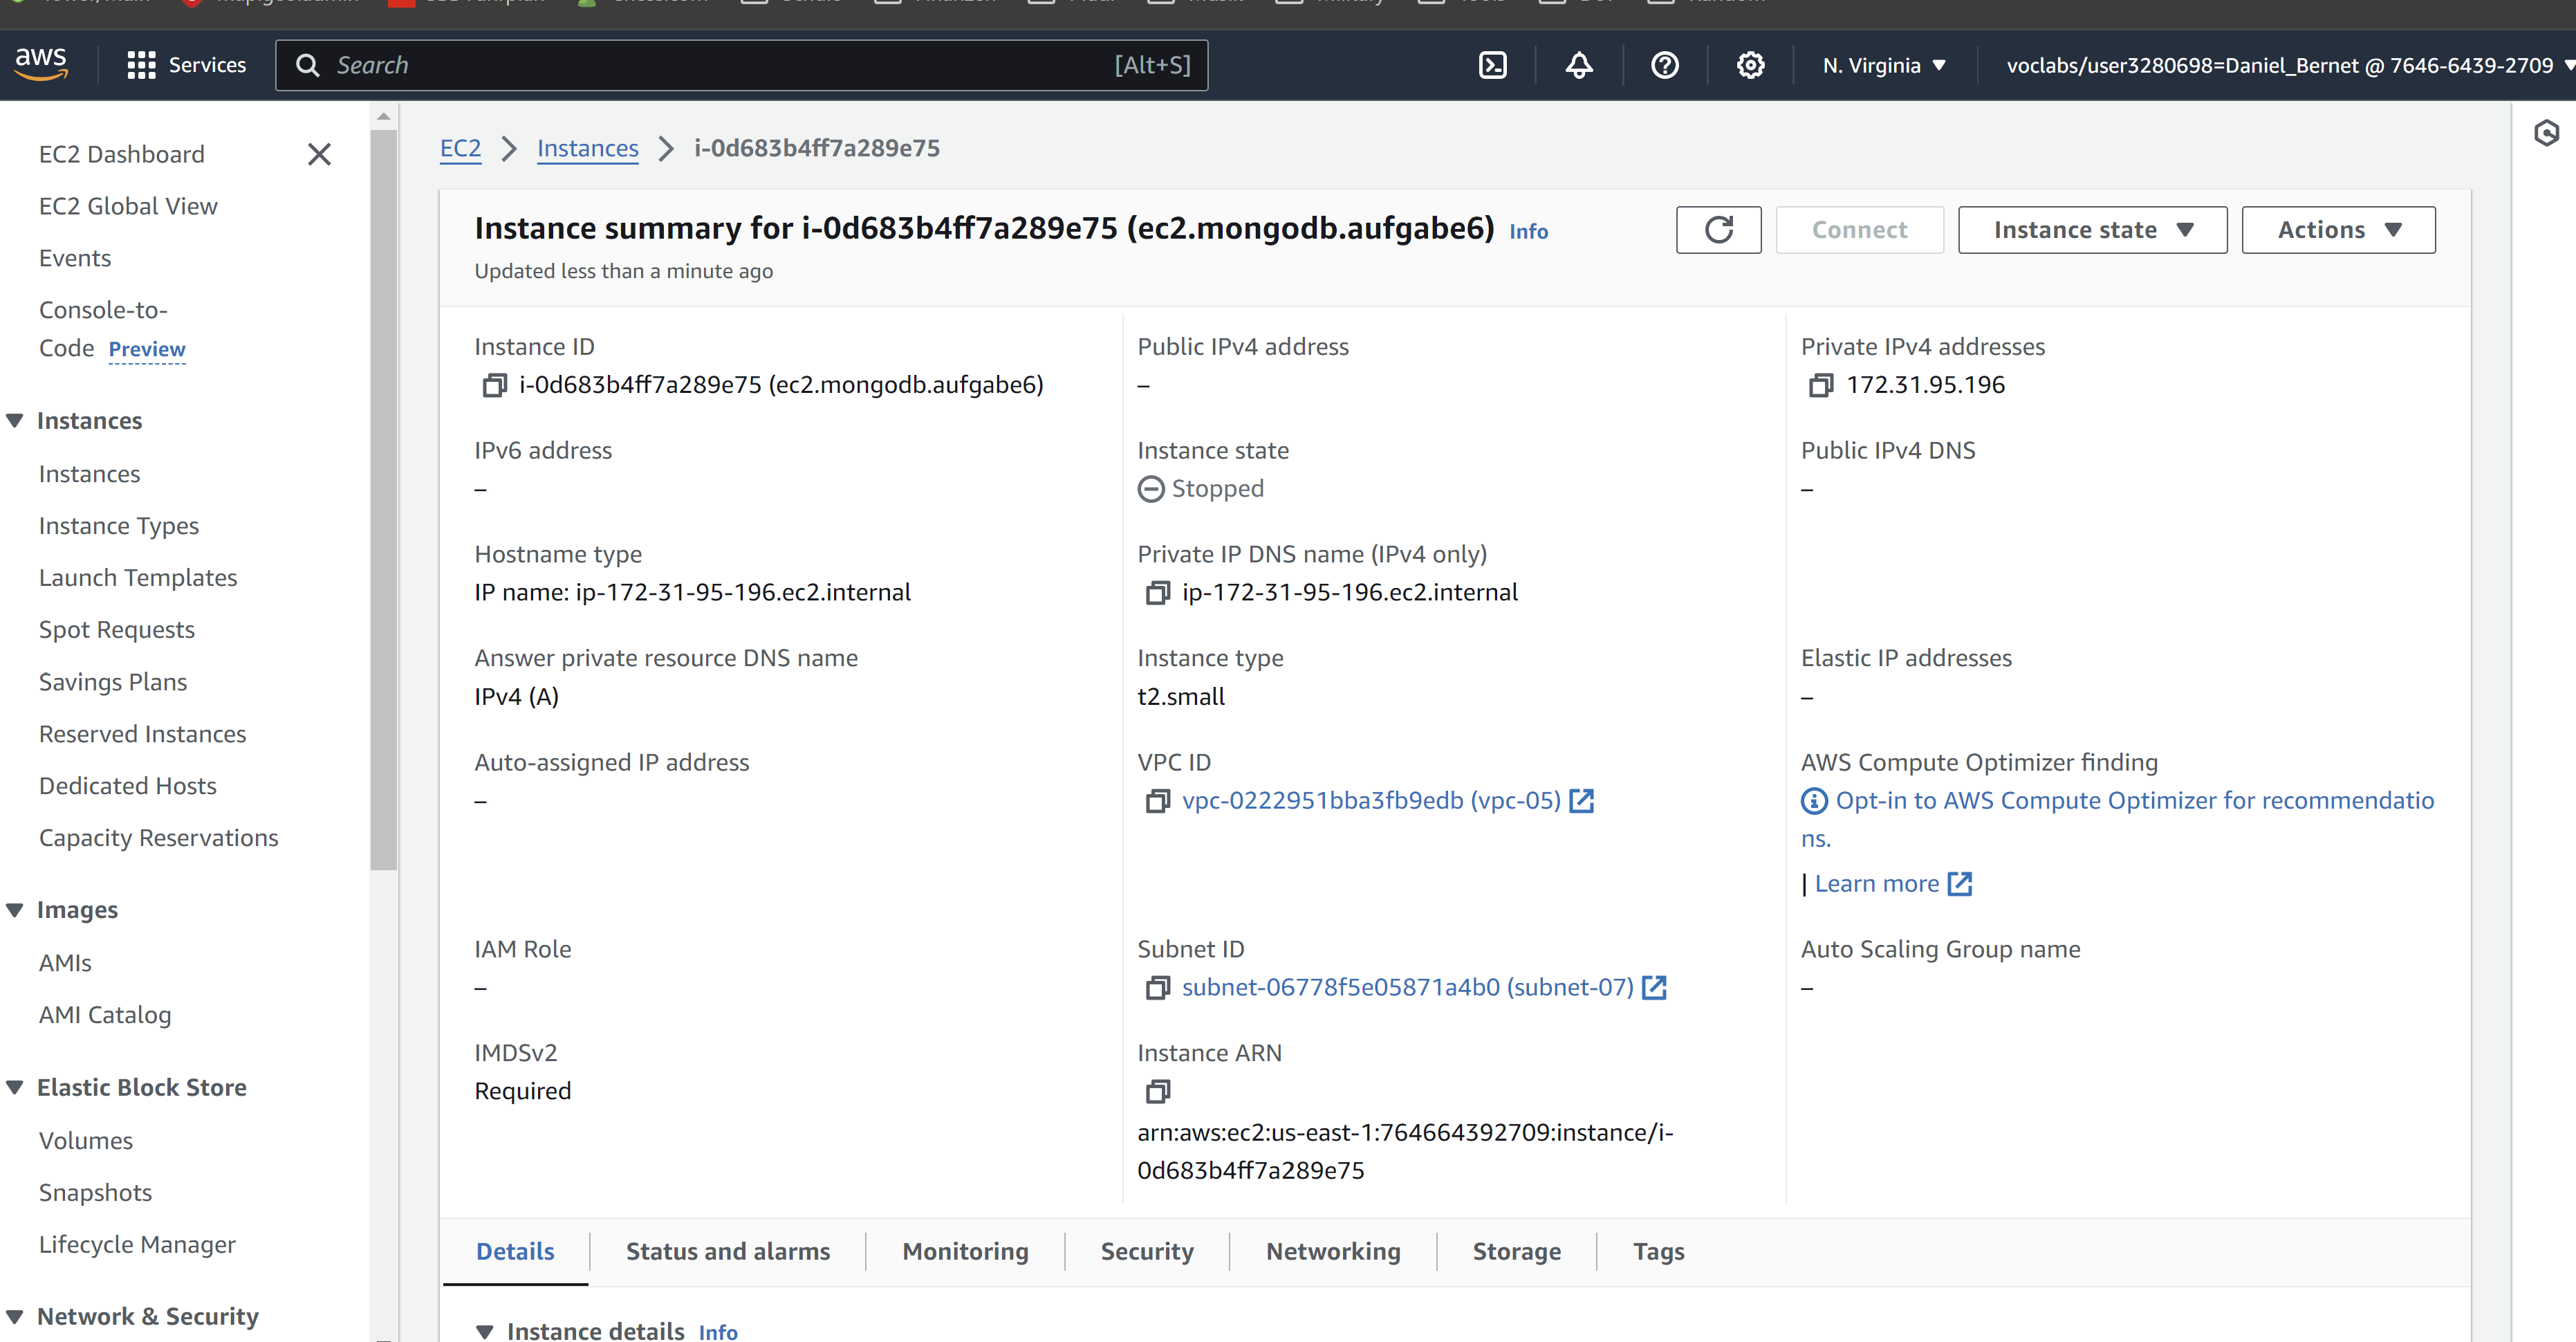 aws
Services
Search [Alt+S]
N. Virginia
voclabs/user3280698=Daniel_Bernet @ 7646-6439-2709
EC2 Dashboard
EC2 Global View
Events
Console-to-
Code Preview
Instances
Instances
Instance Types
Launch Templates
Spot Requests
Savings Plans
Reserved Instances
Dedicated Hosts
Capacity Reservations
Images
AMIs
AMI Catalog
Elastic Block Store
Volumes
Snapshots
Lifecycle Manager
Network & Security
EC2 Instances i-0d683b4ff7a289e75
Instance summary for i-0d683b4ff7a289e75 (ec2.mongodb.aufgabe6) Info
Updated less than a minute ago
Connect
Instance state
Actions
Instance ID
i-0d683b4ff7a289e75 (ec2.mongodb.aufgabe6)
Public IPv4 address
–
Private IPv4 addresses
172.31.95.196
IPv6 address
–
Instance state
Stopped
Public IPv4 DNS
–
Hostname type
IP name: ip-172-31-95-196.ec2.internal
Private IP DNS name (IPv4 only)
ip-172-31-95-196.ec2.internal
Answer private resource DNS name
IPv4 (A)
Instance type
t2.small
Elastic IP addresses
–
Auto-assigned IP address
–
VPC ID
vpc-0222951bba3fb9edb (vpc-05)
AWS Compute Optimizer finding
Opt-in to AWS Compute Optimizer for recommendatio
ns.
| Learn more
IAM Role
–
Subnet ID
subnet-06778f5e05871a4b0 (subnet-07)
Auto Scaling Group name
–
IMDSv2
Required
Instance ARN
arn:aws:ec2:us-east-1:764664392709:instance/i-
0d683b4ff7a289e75
Details
Status and alarms
Monitoring
Security
Networking
Storage
Tags
Instance details Info